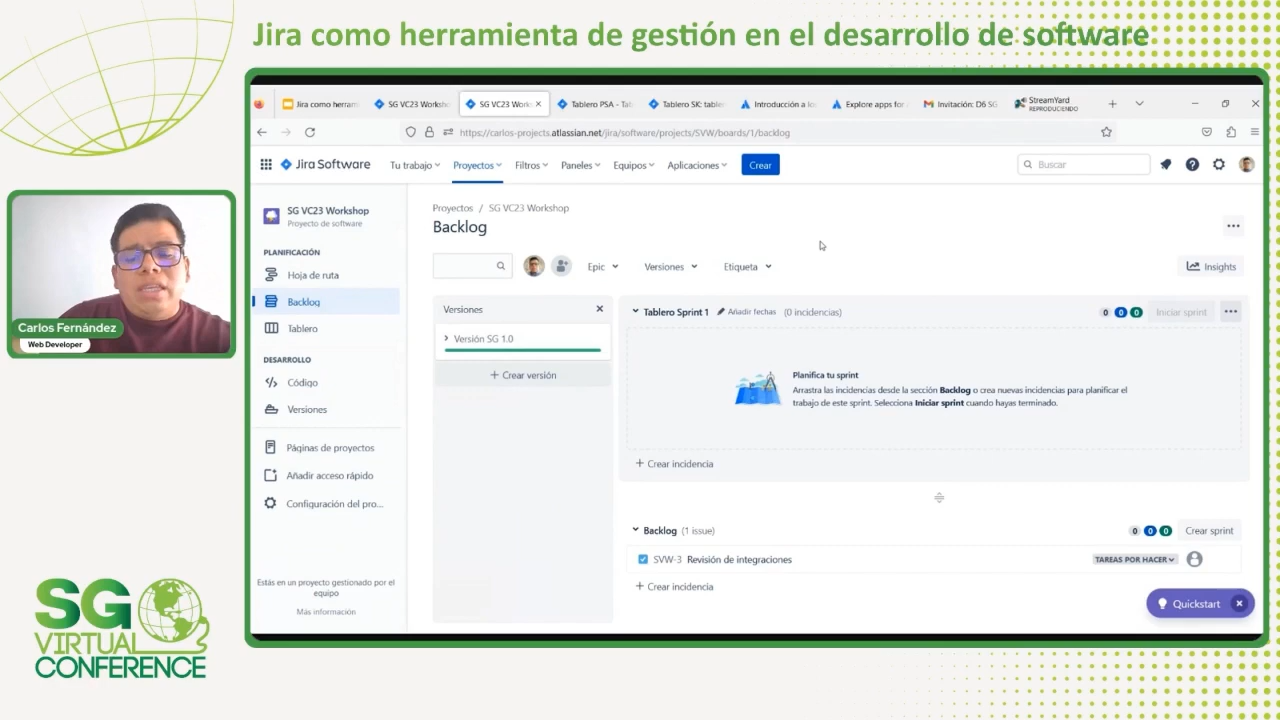 Jira como herramienta de gestión en el desarrollo de software
Jira como herram
SG VC23 Worksh
SG VC23 Work
Tablero PSA - Tab
Tablero SK: tabler
Introducción a lo
Explore apps for
Invitación: D6 SG
StreamYard
REPRODUCIENDO
https://carlos-projects.atlassian.net/jira/software/projects/SVW/boards/1/backlog
Jira Software
Tu trabajo
Proyectos
Filtros
Paneles
Equipos
Aplicaciones
Crear
Buscar
SG VC23 Workshop
Proyecto de software
PLANIFICACIÓN
Hoja de ruta
Backlog
Tablero
DESARROLLO
Código
Versiones
Páginas de proyectos
Añadir acceso rápido
Configuración del pro...
Estás en un proyecto gestionado por el
equipo
Más información
Proyectos / SG VC23 Workshop
Backlog
Epic
Versiones
Etiqueta
Insights
Versiones
Versión SG 1.0
+ Crear versión
Tablero Sprint 1 Añadir fechas (0 incidencias)
0 0 0 Iniciar sprint
Planifica tu sprint
Arrastra las incidencias desde la sección Backlog o crea nuevas incidencias para planificar el
trabajo de este sprint. Selecciona Iniciar sprint cuando hayas terminado.
+ Crear incidencia
Backlog (1 issue)
0 0 0 Crear sprint
SVW-3 Revisión de integraciones
TAREAS POR HACER
+ Crear incidencia
Quickstart
Carlos Fernández
Web Developer
SG
VIRTUAL
CONFERENCE